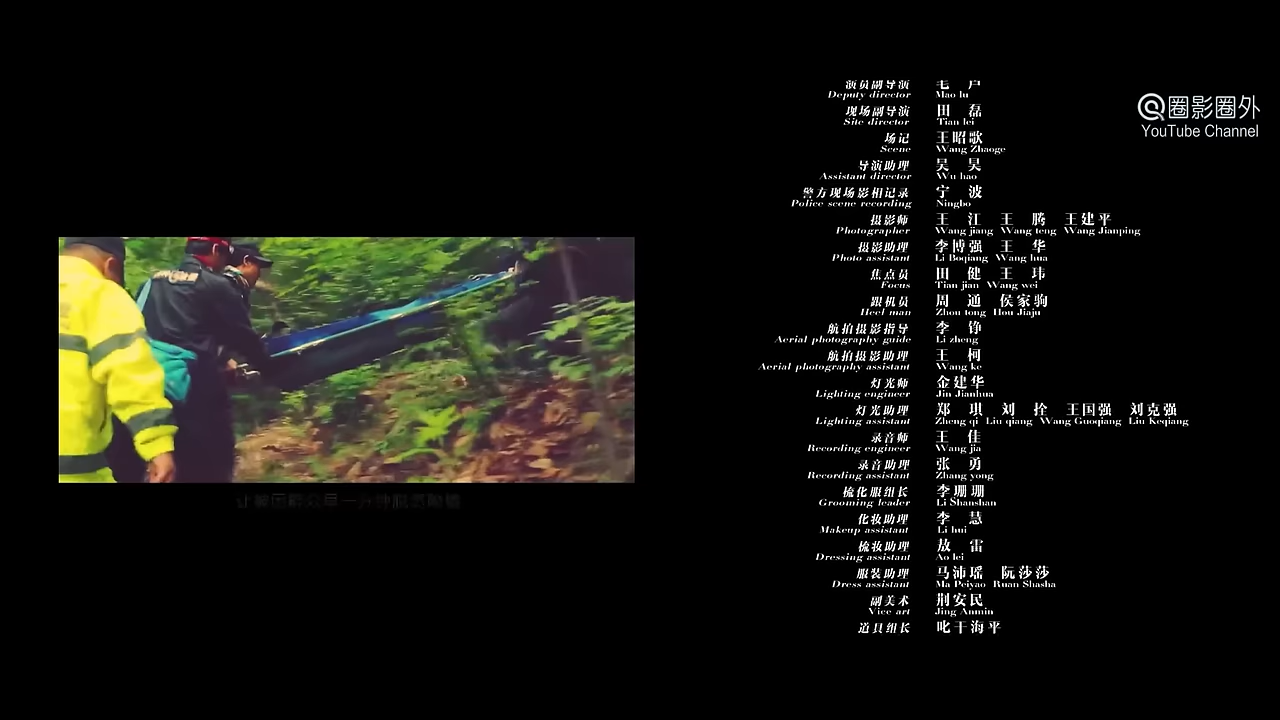 圈影圈外
YouTube Channel
演员副导演 毛 卢
Deputy director Mao lu
现场副导演 田 磊
Site director Tian lei
场记 王昭歌
Scene Wang Zhaoge
导演助理 吴 昊
Assistant director Wu hao
警方现场影相记录 宁 波
Police scene recording Ningbo
摄影师 王 江 王 腾 王建平
Photographer Wang jiang Wang teng Wang Jianping
摄影助理 李博强 王 华
Photo assistant Li Boqiang Wang hua
焦点员 田 健 王 玮
Focus Tian jian Wang wei
跟机员 周 通 侯家驹
Heel man Zhou tong Hou Jiaju
航拍摄影指导 李 铮
Aerial photography guide Li zheng
航拍摄影助理 王 柯
Aerial photography assistant Wang ke
灯光师 金建华
Lighting engineer Jin Jianhua
灯光助理 郑 琪 刘 拴 王国强 刘克强
Lighting assistant Zheng qi Liu qiang Wang Guoqiang Liu Keqiang
录音师 王 佳
Recording engineer Wang jia
录音助理 张 勇
Recording assistant Zhang yong
梳化服组长 李珊珊
Grooming leader Li Shanshan
化妆助理 李 慧
Makeup assistant Li hui
梳妆助理 敖 雷
Dressing assistant Ao lei
服装助理 马沛瑶 阮莎莎
Dress assistant Ma Peiyao Ruan Shasha
副美术 荆安民
Vice art Jing Anmin
道具组长 叱干海平